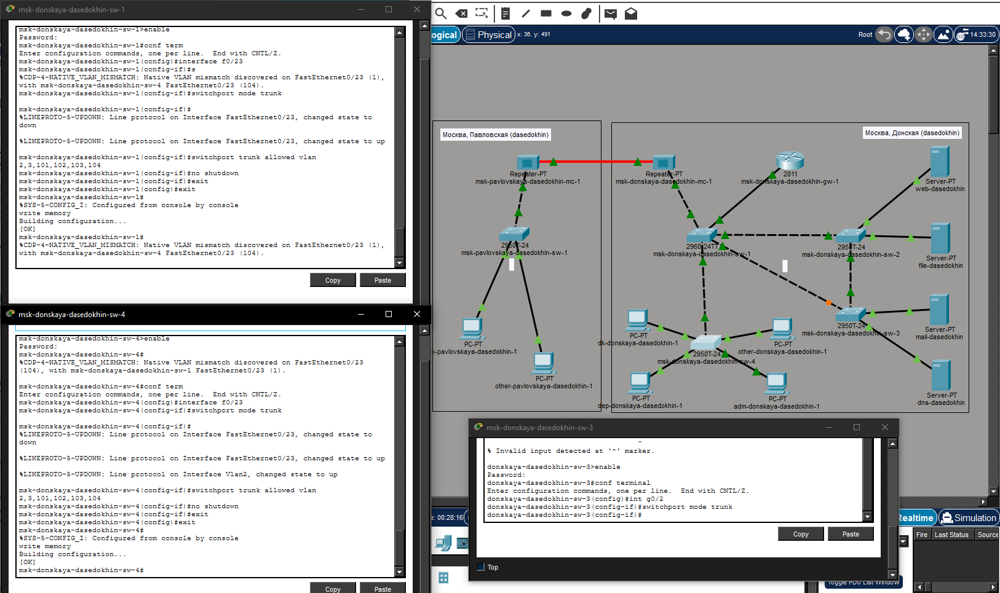 msk-donskaya-dasedokhin-sw-1
msk-donskaya-dasedokhin-sw-1>enable
Password:
msk-donskaya-dasedokhin-sw-1#conf term
Enter configuration commands, one per line.  End with CNTL/Z.
msk-donskaya-dasedokhin-sw-1(config)#interface f0/23
msk-donskaya-dasedokhin-sw-1(config-if)#s
%CDP-4-NATIVE_VLAN_MISMATCH: Native VLAN mismatch discovered on FastEthernet0/23 (1),
with msk-donskaya-dasedokhin-sw-4 FastEthernet0/23 (104).
msk-donskaya-dasedokhin-sw-1(config-if)#switchport mode trunk
msk-donskaya-dasedokhin-sw-1(config-if)#
%LINEPROTO-5-UPDOWN: Line protocol on Interface FastEthernet0/23, changed state to
down
%LINEPROTO-5-UPDOWN: Line protocol on Interface FastEthernet0/23, changed state to up
msk-donskaya-dasedokhin-sw-1(config-if)#switchport trunk allowed vlan
2,3,101,102,103,104
msk-donskaya-dasedokhin-sw-1(config-if)#no shutdown
msk-donskaya-dasedokhin-sw-1(config-if)#exit
msk-donskaya-dasedokhin-sw-1(config)#exit
msk-donskaya-dasedokhin-sw-1#
%SYS-5-CONFIG_I: Configured from console by console
write memory
Building configuration...
[OK]
msk-donskaya-dasedokhin-sw-1#
%CDP-4-NATIVE_VLAN_MISMATCH: Native VLAN mismatch discovered on FastEthernet0/23 (1),
with msk-donskaya-dasedokhin-sw-4 FastEthernet0/23 (104).
Copy
Paste
msk-donskaya-dasedokhin-sw-4
msk-donskaya-dasedokhin-sw-4>enable
Password:
msk-donskaya-dasedokhin-sw-4#
%CDP-4-NATIVE_VLAN_MISMATCH: Native VLAN mismatch discovered on FastEthernet0/23
(104), with msk-donskaya-dasedokhin-sw-1 FastEthernet0/23 (1).
msk-donskaya-dasedokhin-sw-4#conf term
Enter configuration commands, one per line.  End with CNTL/Z.
msk-donskaya-dasedokhin-sw-4(config)#interface f0/23
msk-donskaya-dasedokhin-sw-4(config-if)#switchport mode trunk
msk-donskaya-dasedokhin-sw-4(config-if)#
%LINEPROTO-5-UPDOWN: Line protocol on Interface FastEthernet0/23, changed state to
down
%LINEPROTO-5-UPDOWN: Line protocol on Interface FastEthernet0/23, changed state to up
%LINEPROTO-5-UPDOWN: Line protocol on Interface Vlan2, changed state to up
msk-donskaya-dasedokhin-sw-4(config-if)#switchport trunk allowed vlan
2,3,101,102,103,104
msk-donskaya-dasedokhin-sw-4(config-if)#no shutdown
msk-donskaya-dasedokhin-sw-4(config-if)#exit
msk-donskaya-dasedokhin-sw-4(config)#exit
msk-donskaya-dasedokhin-sw-4#
%SYS-5-CONFIG_I: Configured from console by console
write memory
Building configuration...
[OK]
msk-donskaya-dasedokhin-sw-4#
Copy
Paste
ogical
Physical
x: 36, y: 491
Root
14:33:30
Москва, Павловская (dasedokhin)
Москва, Донская (dasedokhin)
Repeater-PT
msk-pavlovskaya-dasedokhin-mc-1
Repeater-PT
msk-donskaya-dasedokhin-mc-1
2811
msk-donskaya-dasedokhin-gw-1
Server-PT
web-dasedokhin
2950T-24
msk-pavlovskaya-dasedokhin-sw-1
2960-24TT
msk-donskaya-dasedokhin-sw-1
2950T-24
msk-donskaya-dasedokhin-sw-2
Server-PT
file-dasedokhin
PC-PT
k-pavlovskaya-dasedokhin-1
PC-PT
dk-donskaya-dasedokhin-1
PC-PT
other-donskaya-dasedokhin-1
2950T-24
msk-donskaya-dasedokhin-sw-3
Server-PT
mail-dasedokhin
2950T-24
msk-donskaya-dasedokhin-sw-4
PC-PT
other-pavlovskaya-dasedokhin-1
PC-PT
dep-donskaya-dasedokhin-1
PC-PT
adm-donskaya-dasedokhin-1
Server-PT
dns-dasedokhin
msk-donskaya-dasedokhin-sw-3
^
% Invalid input detected at '^' marker.
donskaya-dasedokhin-sw-3>enable
Password:
donskaya-dasedokhin-sw-3#conf terminal
Enter configuration commands, one per line.  End with CNTL/Z.
donskaya-dasedokhin-sw-3(config)#int g0/2
donskaya-dasedokhin-sw-3(config-if)#switchport mode trunk
donskaya-dasedokhin-sw-3(config-if)#
Copy
Paste
Top
e: 00:28:16
Realtime
Simulation
Fire
Last Status
Source
Toggle PDU List Window